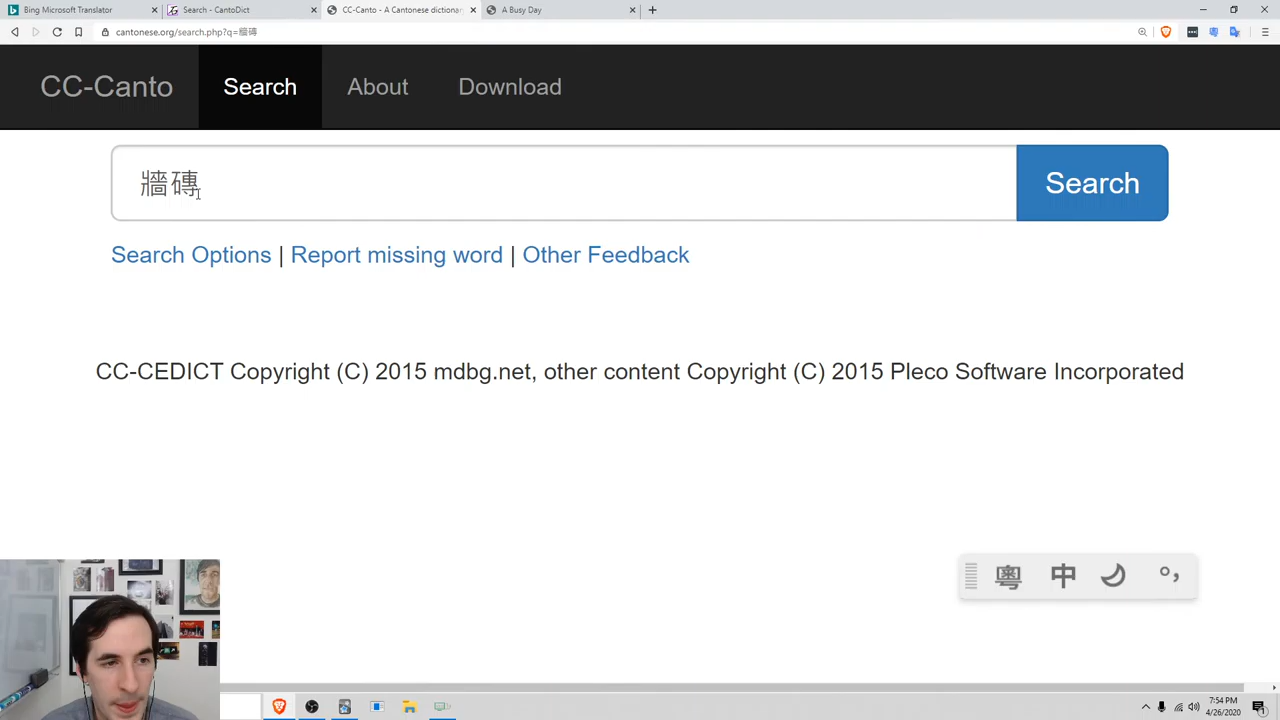 Bing Microsoft Translator
Search - CantoDict
CC-Canto - A Cantonese dictionar
A Busy Day
cantonese.org/search.php?q=牆磚
CC-Canto
Search
About
Download
牆磚
Search
Search Options | Report missing word | Other Feedback
CC-CEDICT Copyright (C) 2015 mdbg.net, other content Copyright (C) 2015 Pleco Software Incorporated
粵 中
7:54 PM
4/26/2020